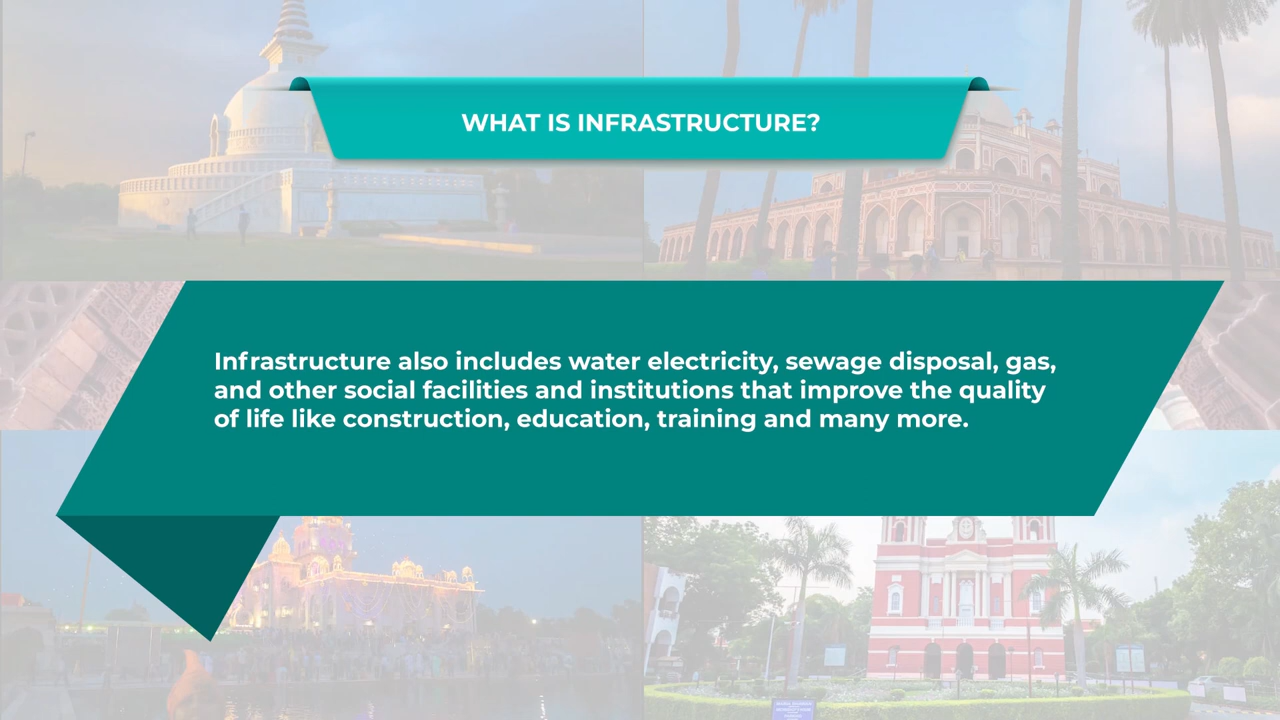 WHAT IS INFRASTRUCTURE?
Infrastructure also includes water electricity, sewage disposal, gas,
and other social facilities and institutions that improve the quality
of life like construction, education, training and many more.